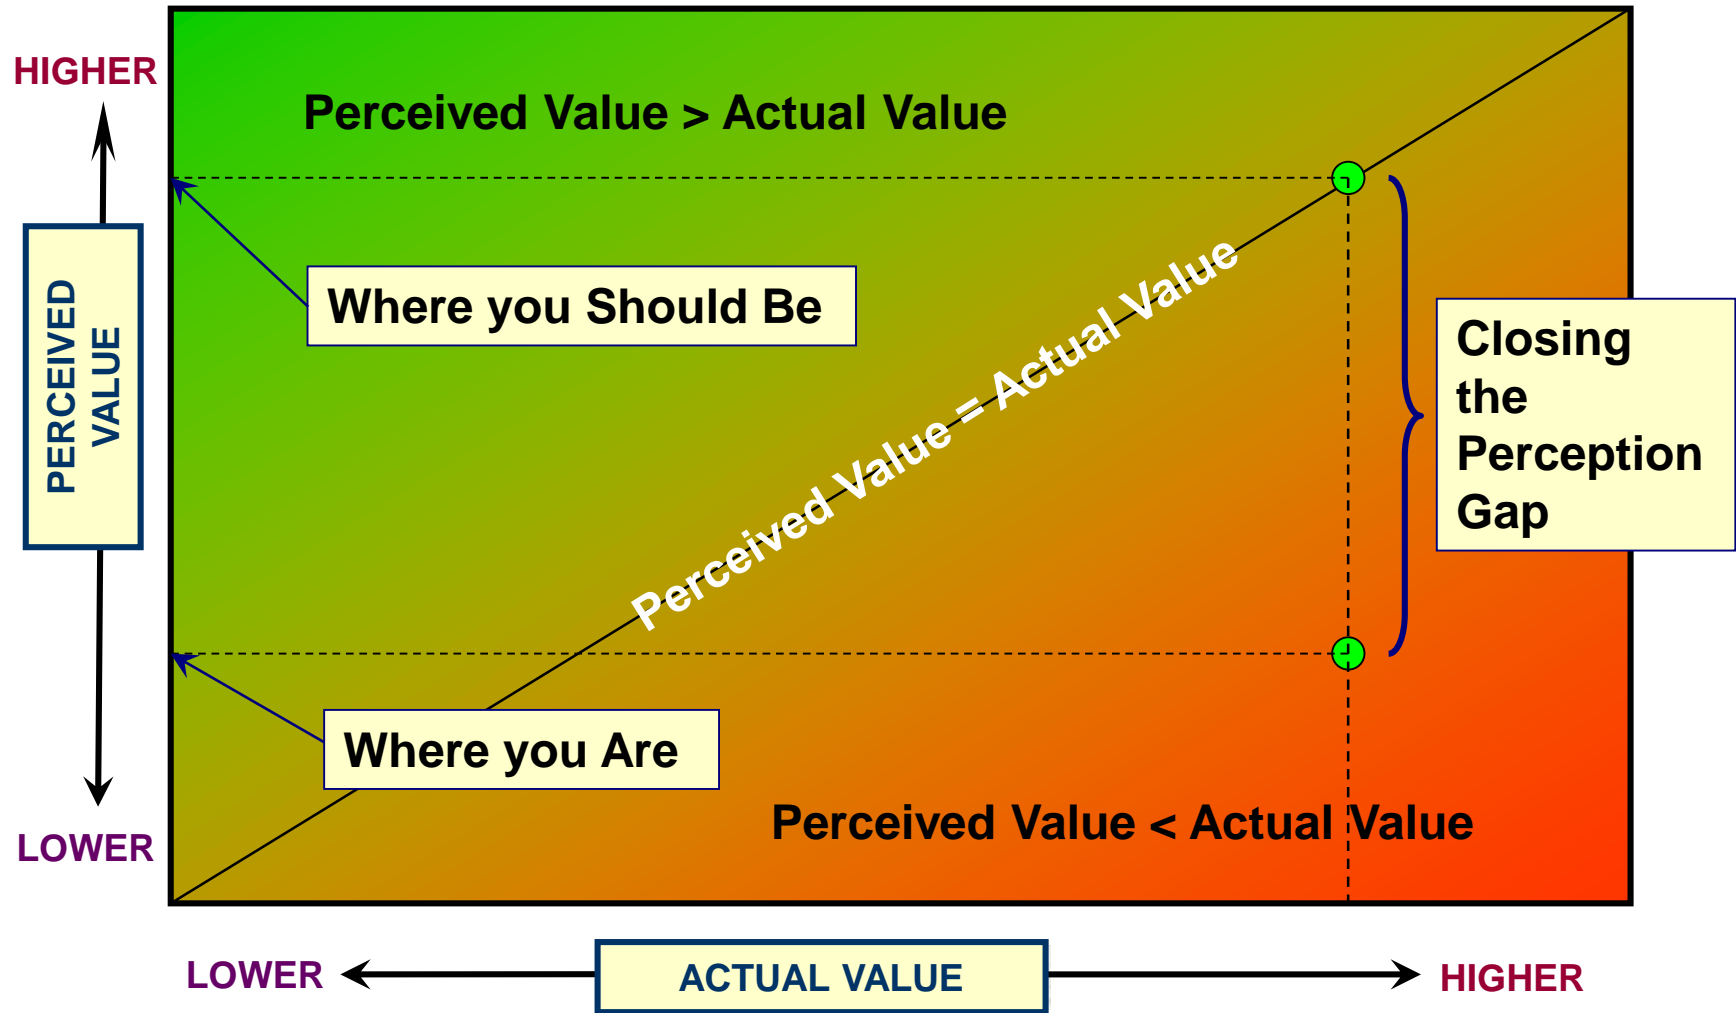 HIGHER
Perceived Value > Actual Value
Where you Should Be
Perceived Value = Actual Value
Closing
the
Perception
Gap
PERCEIVED
VALUE
Where you Are
Perceived Value < Actual Value
LOWER
LOWER
ACTUAL VALUE
HIGHER